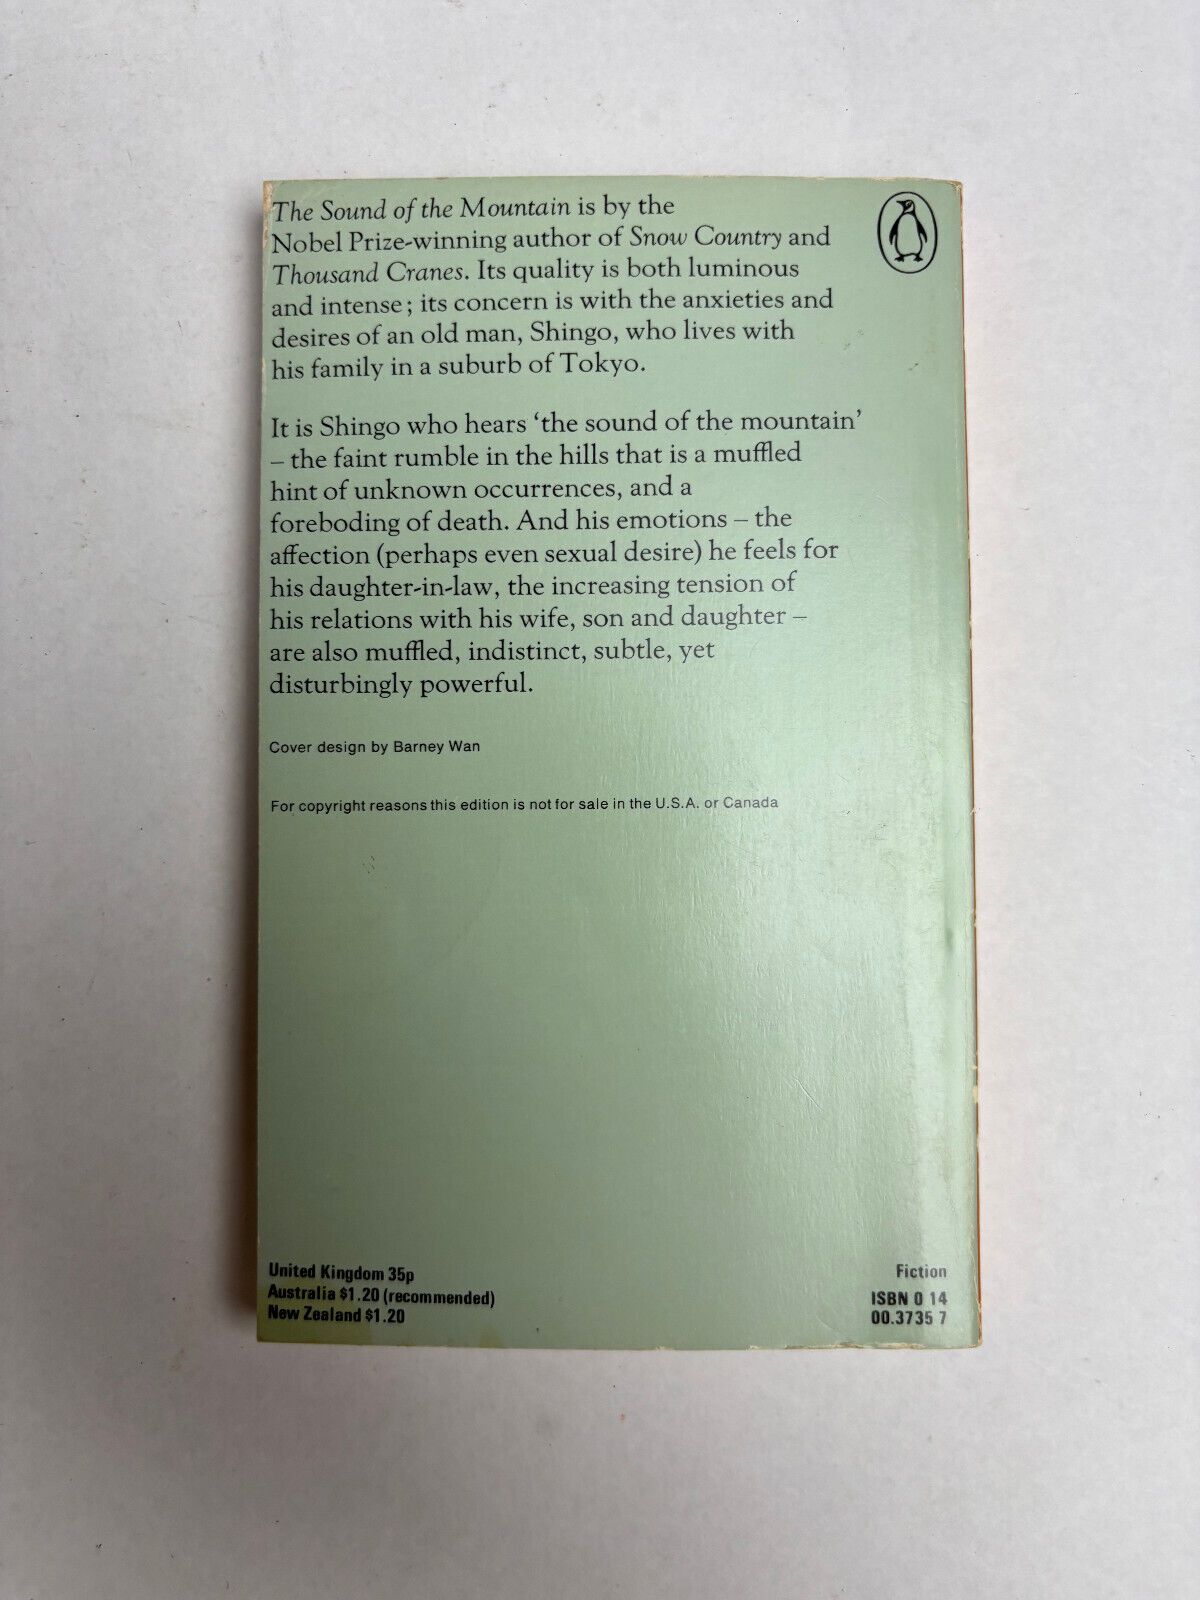 The Sound of the Mountain is by the
Nobel Prize-winning author of Snow Country and
Thousand Cranes. Its quality is both luminous
and intense; its concern is with the anxieties and
desires of an old man, Shingo, who lives with
his family in a suburb of Tokyo.
It is Shingo who hears ‘the sound of the mountain’
– the faint rumble in the hills that is a muffled
hint of unknown occurrences, and a
foreboding of death. And his emotions – the
affection (perhaps even sexual desire) he feels for
his daughter-in-law, the increasing tension of
his relations with his wife, son and daughter –
are also muffled, indistinct, subtle, yet
disturbingly powerful.
Cover design by Barney Wan
For copyright reasons this edition is not for sale in the U.S.A. or Canada
United Kingdom 35p
Australia $1.20 (recommended)
New Zealand $1.20
Fiction
ISBN 0 14
00.3735 7